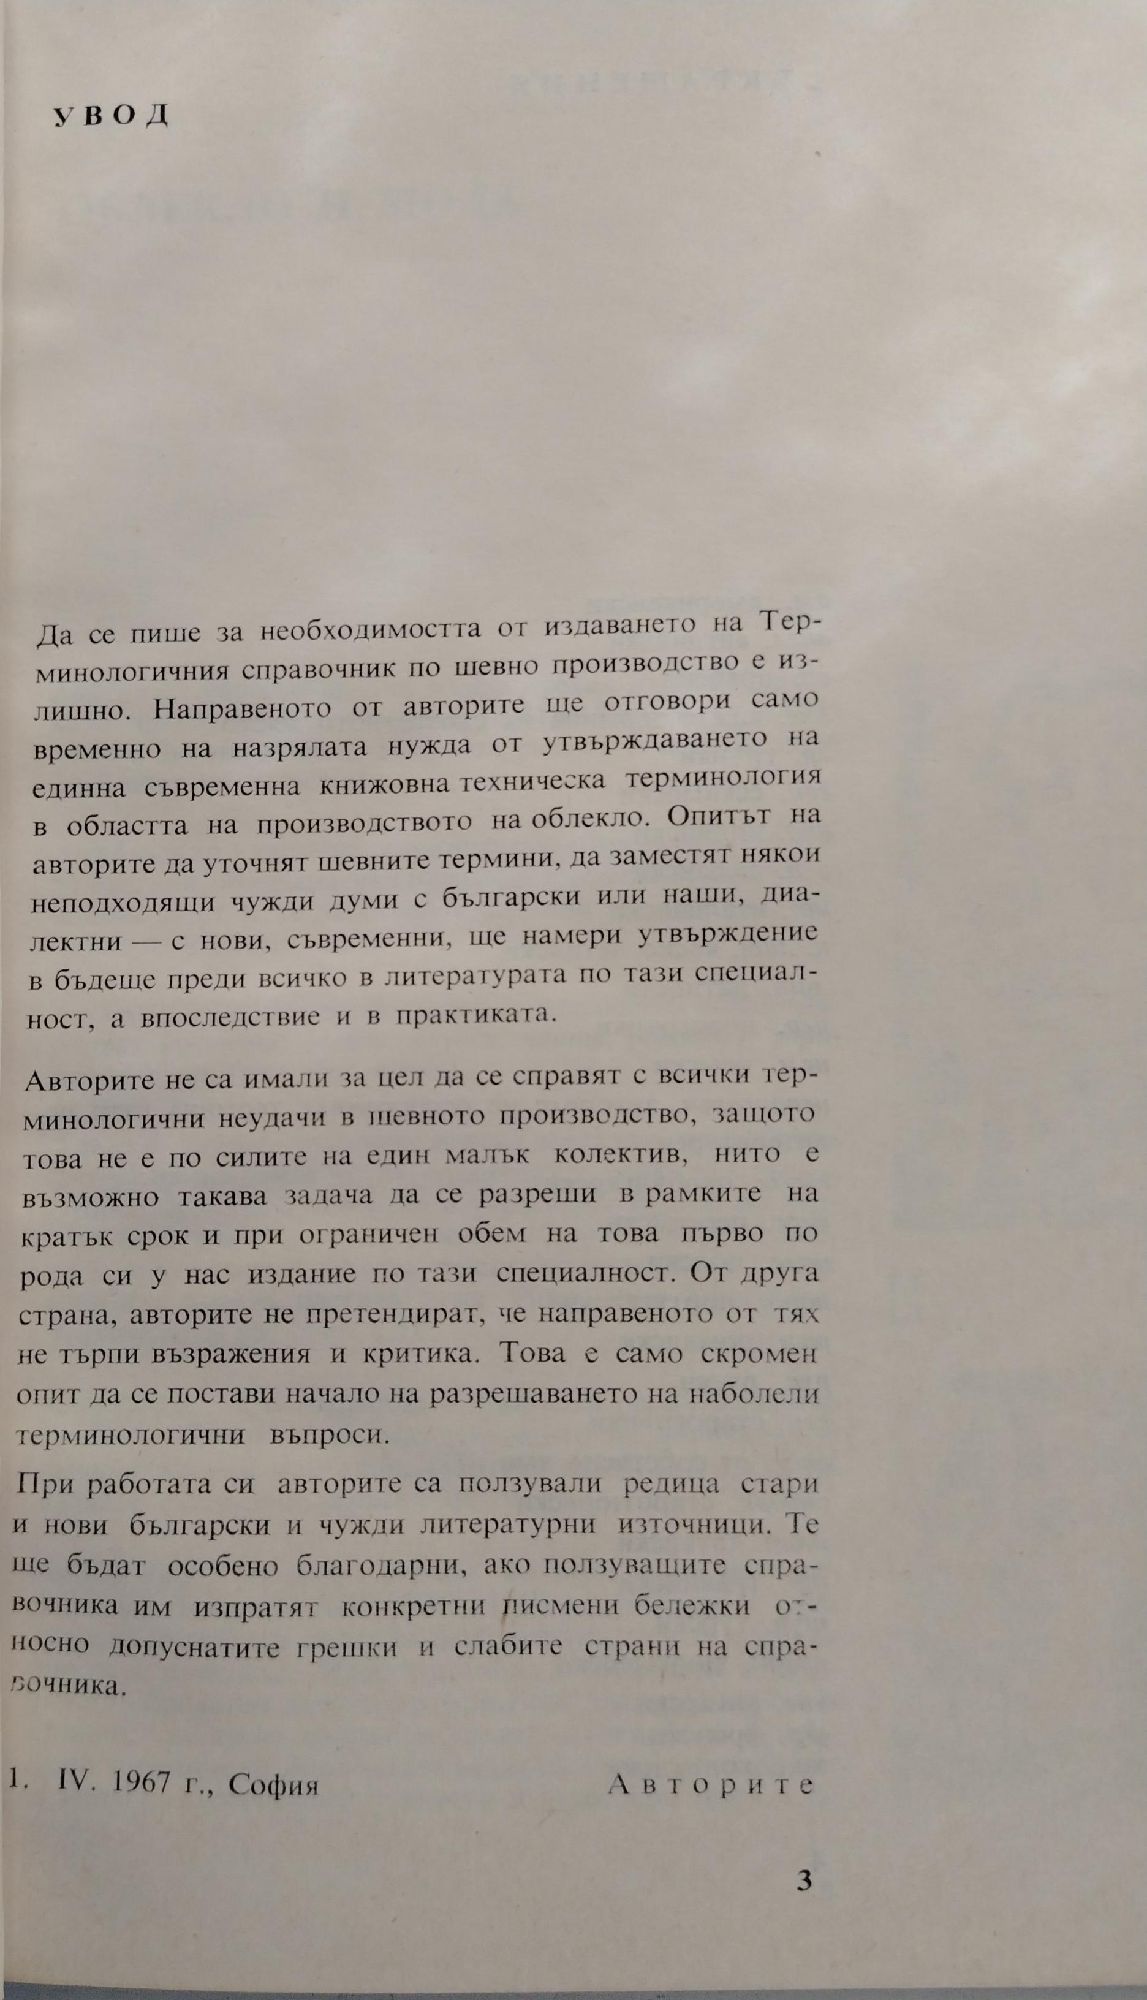 УВОД
Да се пише за необходимостта от издаването на Тер-
минологичния справочник по шевно производство е из-
лишно. Направеното от авторите ще отговори само
временно на назрялата нужда от утвърждаването на
единна съвременна книжовна техническа терминология
в областта на производството на облекло. Опитът на
авторите да уточнят шевните термини, да заместят някои
неподходящи чужди думи с български или наши, диа-
лектни — с нови, съвременни, ще намери утвърждение
в бъдеще преди всичко в литературата по тази специал-
ност, а впоследствие и в практиката.
Авторите не са имали за цел да се справят с всички тер-
минологични неудачи в шевното производство, защото
това не е по силите на един малък колектив, нито е
възможно такава задача да се разреши в рамките на
кратък срок и при ограничен обем на това първо по
рода си у нас издание по тази специалност. От друга
страна, авторите не претендират, че направеното от тях
не търпи възражения и критика. Това е само скромен
опит да се постави начало на разрешаването на наболели
терминологични въпроси.
При работата си авторите са ползували редица стари
и нови български и чужди литературни източници. Те
ще бъдат особено благодарни, ако ползуващите спра-
вочника им изпратят конкретни писмени бележки от-
носно допуснатите грешки и слабите страни на спра-
вочника.
1. IV. 1967 г., София Авторите
3